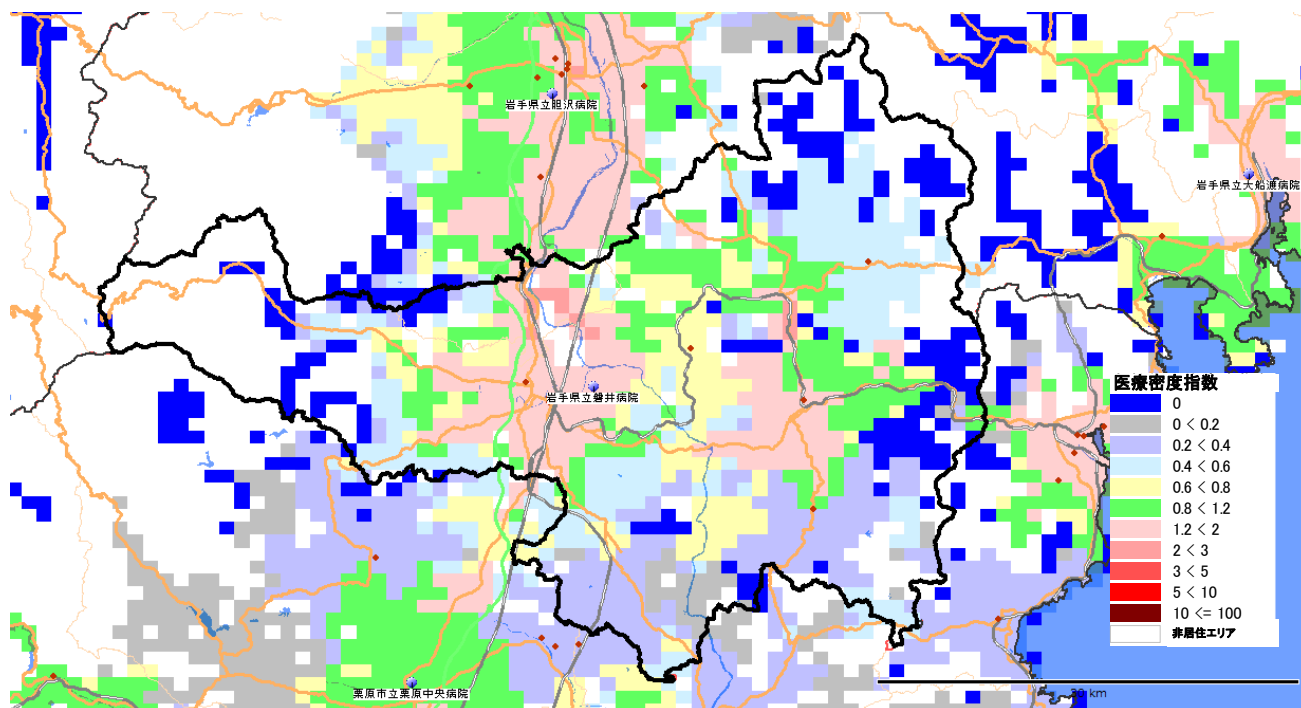 岩手県立胆沢病院
岩手県立大船渡病院
岩手県立磐井病院
栗原市立栗原中央病院
医療密度指数
0
0 < 0.2
0.2 < 0.4
0.4 < 0.6
0.6 < 0.8
0.8 < 1.2
1.2 < 2
2 < 3
3 < 5
5 < 10
10 <= 100
非居住エリア
30 km